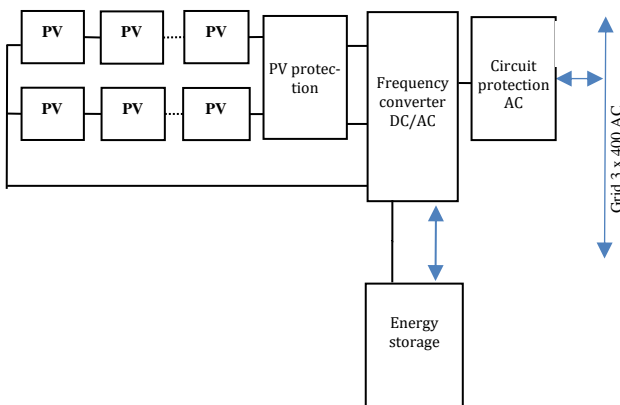 PV PV PV
PV protec-
tion
Frequency
converter
DC/AC
Circuit
protection
AC
PV PV PV
Grid 3 x 400 AC
Energy
storage